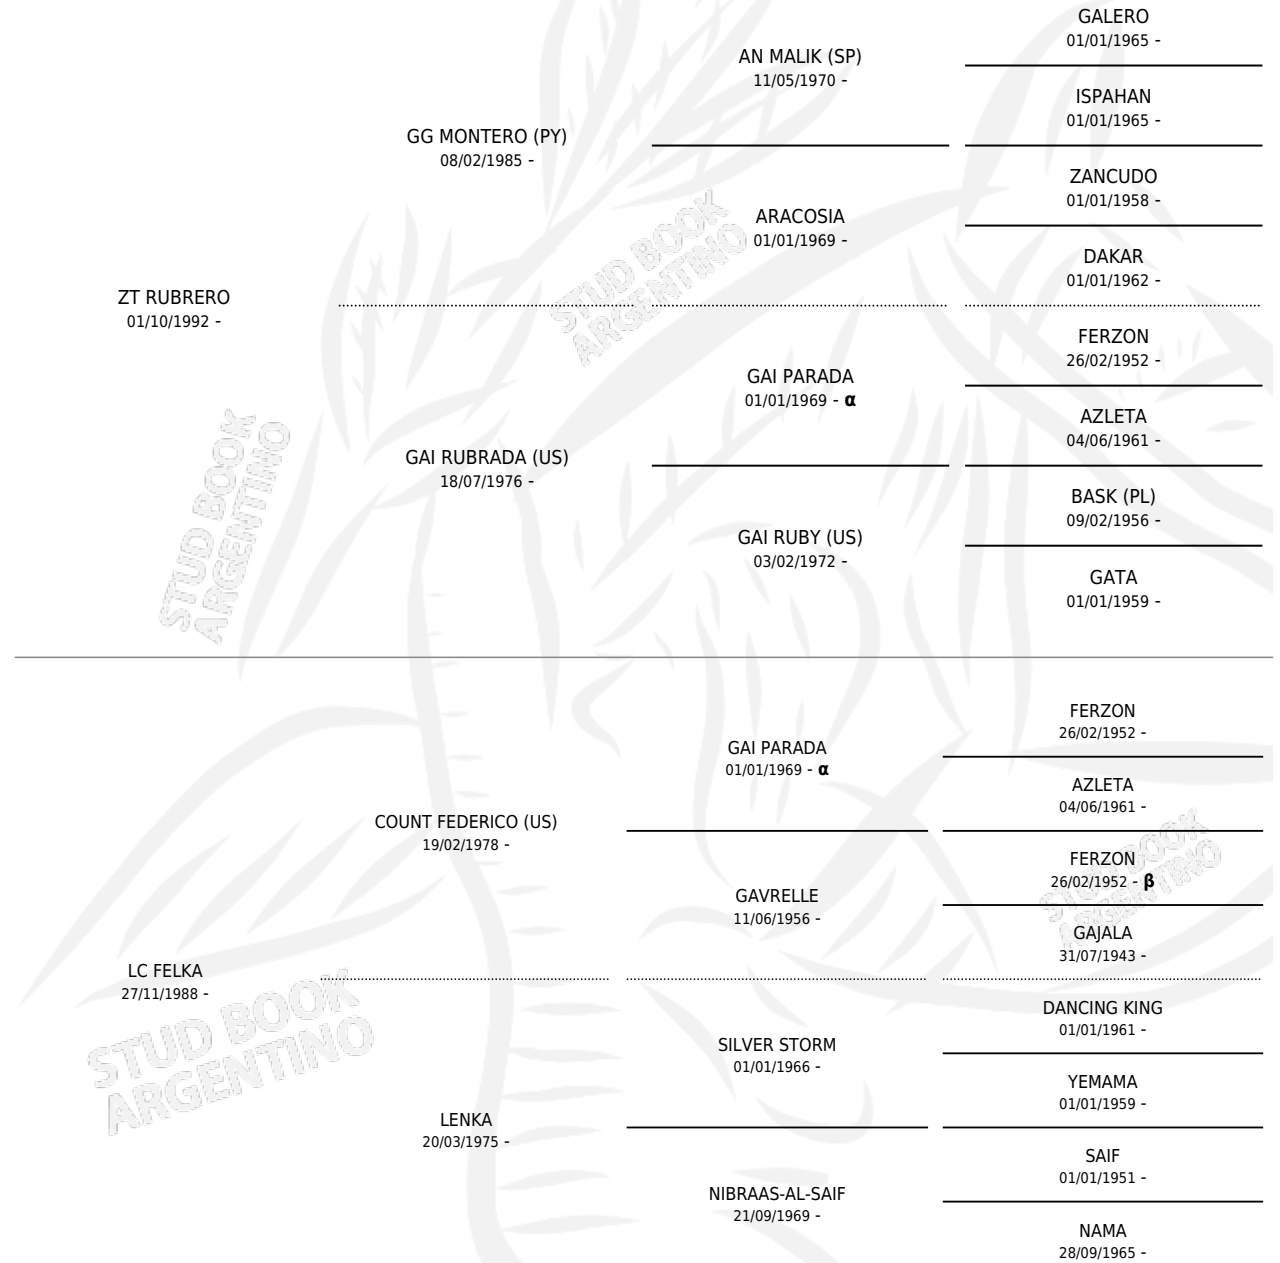 GALERO
01/01/1965 -
AN MALIK (SP)
11/05/1970 -
ISPAHAN
01/01/1965 -
GG MONTERO (PY)
08/02/1985 -
ZANCUDO
01/01/1958 -
ARACOSIA
01/01/1969 -
DAKAR
01/01/1962 -
ZT RUBRERO
01/10/1992 -
FERZON
26/02/1952 -
GAI PARADA
01/01/1969 - α
AZLETA
04/06/1961 -
GAI RUBRADA (US)
18/07/1976 -
BASK (PL)
09/02/1956 -
GAI RUBY (US)
03/02/1972 -
GATA
01/01/1959 -
FERZON
26/02/1952 -
GAI PARADA
01/01/1969 - α
AZLETA
04/06/1961 -
COUNT FEDERICO (US)
19/02/1978 -
FERZON
26/02/1952 - β
GAVRELLE
11/06/1956 -
GAJALA
31/07/1943 -
LC FELKA
27/11/1988 -
DANCING KING
01/01/1961 -
SILVER STORM
01/01/1966 -
YEMAMA
01/01/1959 -
LENKA
20/03/1975 -
SAIF
01/01/1951 -
NIBRAAS-AL-SAIF
21/09/1969 -
NAMA
28/09/1965 -
STUD BOOK
ARGENTINO
STUD BOOK
ARGENTINO
STUD BOOK
ARGENTINO
STUD BOOK
ARGENTINO